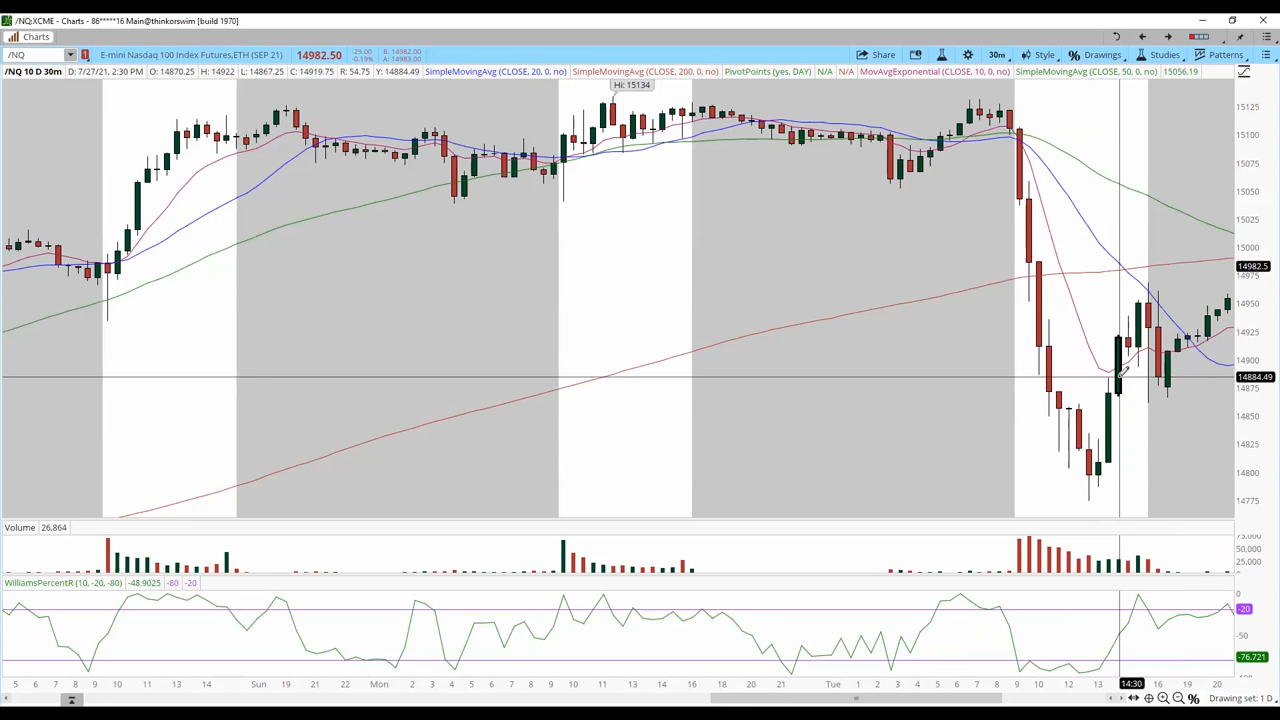 /NQ:XCME - Charts - 86*****16 Main@thinkorswim [build 1970]
Charts
/NQ E-mini Nasdaq 100 Index Futures,ETH (SEP 21) 14982.50 -29.00 -0.19% B: 14982.00 A: 14983.00 Share 30m Style Drawings Studies Patterns
/NQ 10 D 30m D: 7/27/21, 2:30 PM O: 14870.25 H: 14922 L: 14867.25 C: 14919.75 R: 54.75 Y: 14884.49 SimpleMovingAvg (CLOSE, 20, 0, no) SimpleMovingAvg (CLOSE, 200, 0, no) PivotPoints (yes, DAY) N/A N/A MovAvgExponential (CLOSE, 10, 0, no) SimpleMovingAvg (CLOSE, 50, 0, no) 15056.19
Hi: 15134
15125
15100
15075
15050
15025
15000
14982.5
14975
14950
14925
14900
14884.49
14875
14850
14825
14800
14775
Volume 26,864
75,000
50,000
25,000
WilliamsPercentR (10, -20, -80) -48.9025 -80 -20
0
-20
-50
-76.721
-100
5 6 7 8 9 10 11 13 14 Sun 19 21 22 Mon 2 4 5 6 7 8 9 10 11 13 14 16 18 20 21 22 Tue 1 2 3 4 5 6 7 8 9 10 12 13 14:30 16 19 20
Drawing set: 1 D